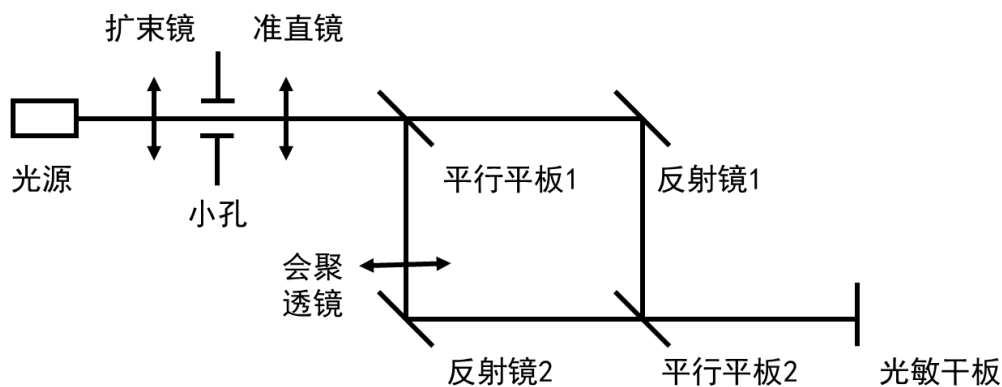 扩束镜
准直镜
光源
小孔
平行平板1
反射镜1
会聚
透镜
反射镜2
平行平板2
光敏干板